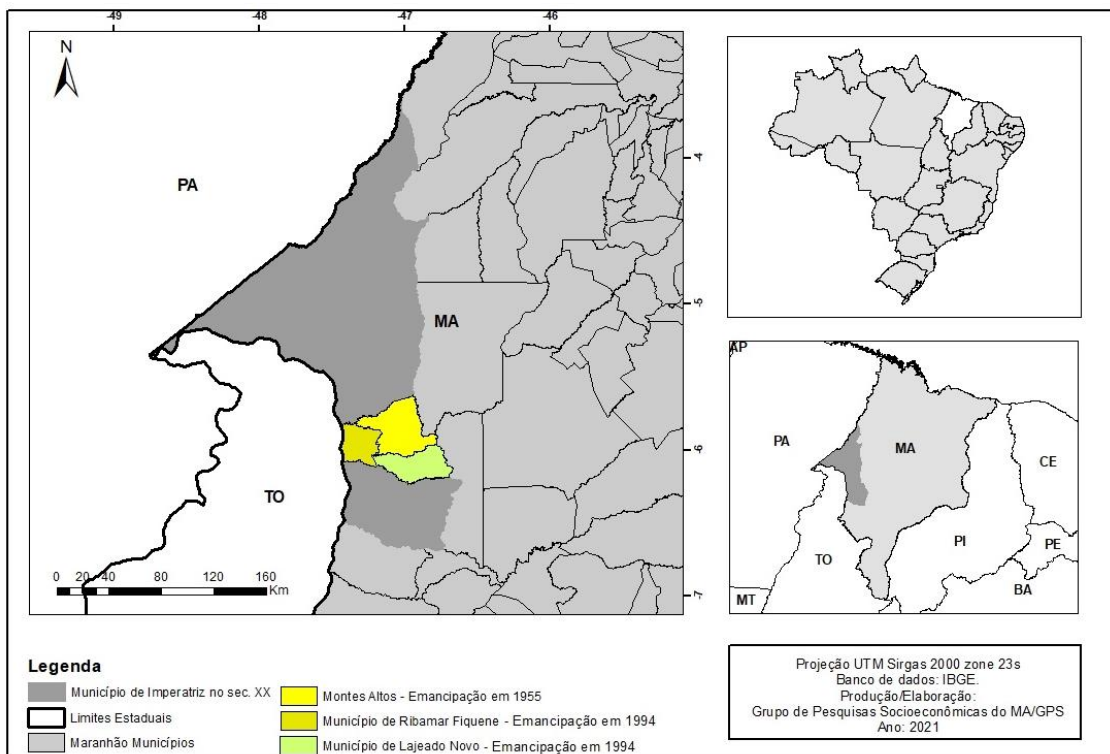 -49
-48
-47
-46
N
PA
MA
TO
-4
-5
-6
-7
0 20 40 80 120 160
Km
AP
PA
MA
CE
TO
PI
PE
MT
BA
Legenda
Município de Imperatriz no sec. XX
Limites Estaduais
Maranhão Municípios
Montes Altos - Emancipação em 1955
Município de Ribamar Fiquene - Emancipação em 1994
Município de Lajeado Novo - Emancipação em 1994
Projeção UTM Sirgas 2000 zone 23s
Banco de dados: IBGE.
Produção/Elaboração:
Grupo de Pesquisas Socioeconômicas do MA/GPS
Ano: 2021